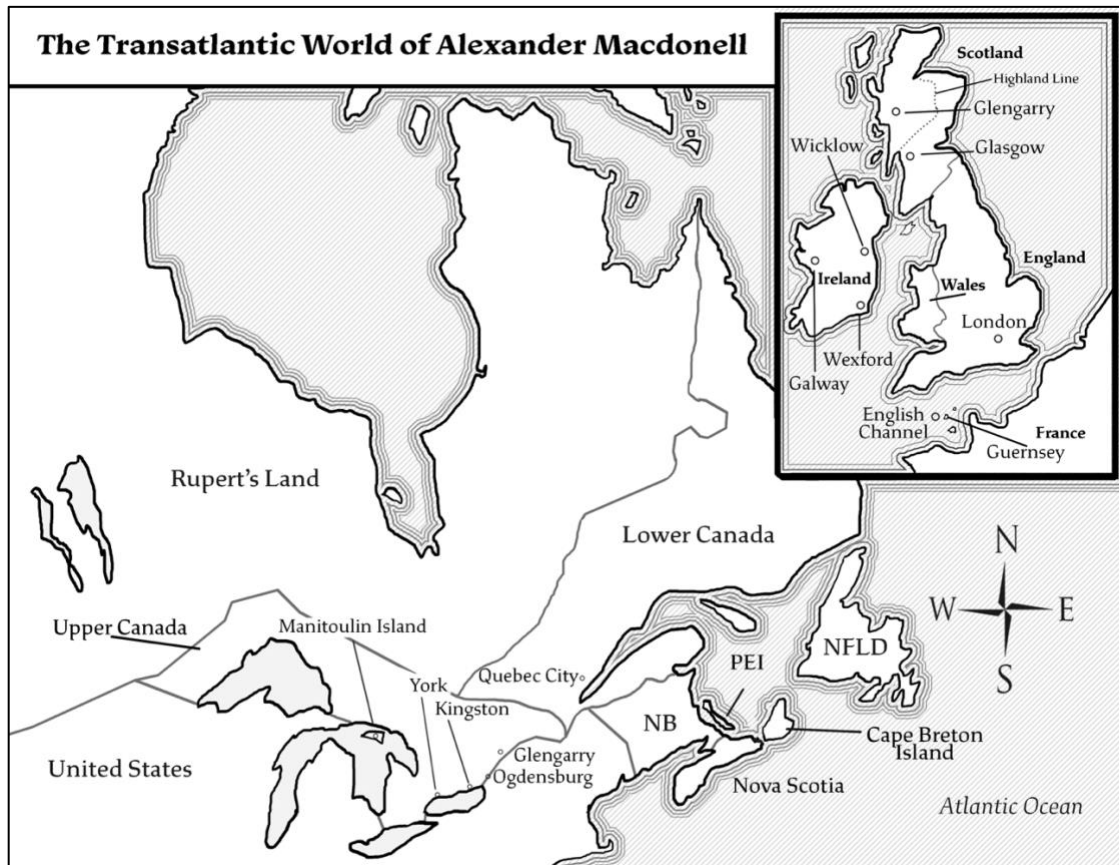 The Transatlantic World of Alexander Macdonell
Scotland
Highland Line
Glengarry
Wicklow
Glasgow
England
Ireland
Wales
London
Wexford
Galway
English
Channel
France
Guernsey
Rupert's Land
Lower Canada
N
W E
S
Upper Canada
Manitoulin Island
NFLD
PEI
Quebec City
York
Kingston
NB
Cape Breton
Island
Glengarry
United States
Ogdensburg
Nova Scotia
Atlantic Ocean